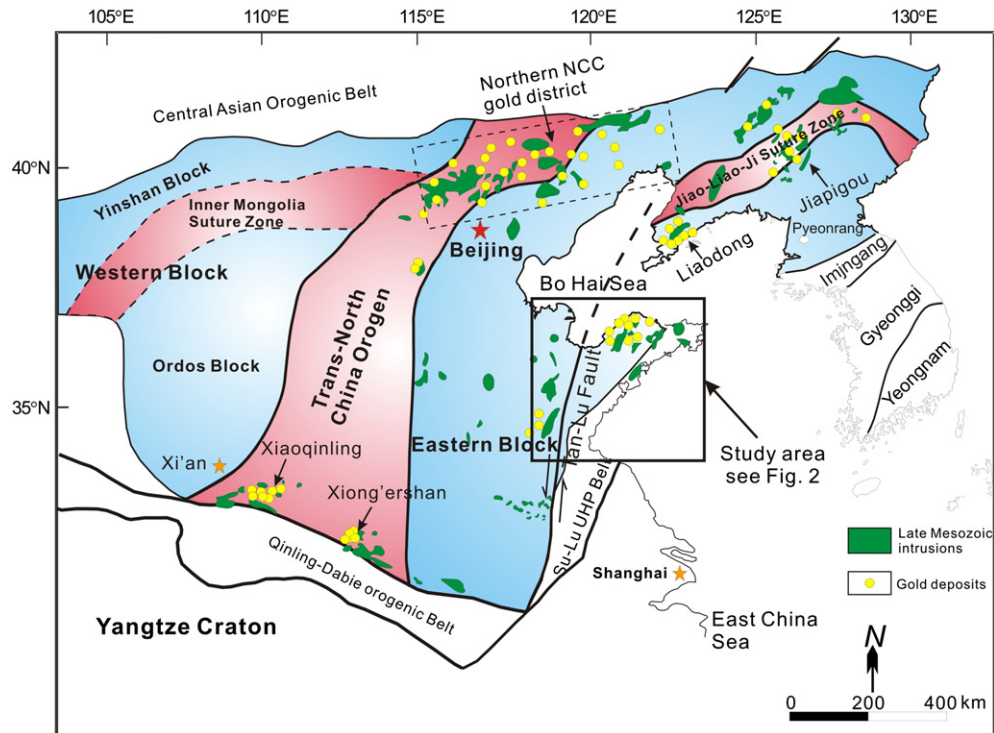 105°E
110°E
115°E
120°E
125°E
130°E
40°N
35°N
Central Asian Orogenic Belt
Northern NCC
gold district
Yinshan Block
Inner Mongolia
Suture Zone
Western Block
Ordos Block
Trans-North
China Orogen
Beijing
Jiao-Liao-Ji Suture Zone
Jiapigou
Pyeonrang
Liaodong
Imjngang
Gyeonggi
Yeongnam
Bo Hai Sea
Tan-Lu Fault
Eastern Block
Study area
see Fig. 2
Xi'an
Xiaoqinling
Xiong'ershan
Qinling-Dabie orogenic Belt
Su-Lu UHP Belt
Yangtze Craton
Shanghai
East China
Sea
Late Mesozoic
intrusions
Gold deposits
N
0 200 400 km